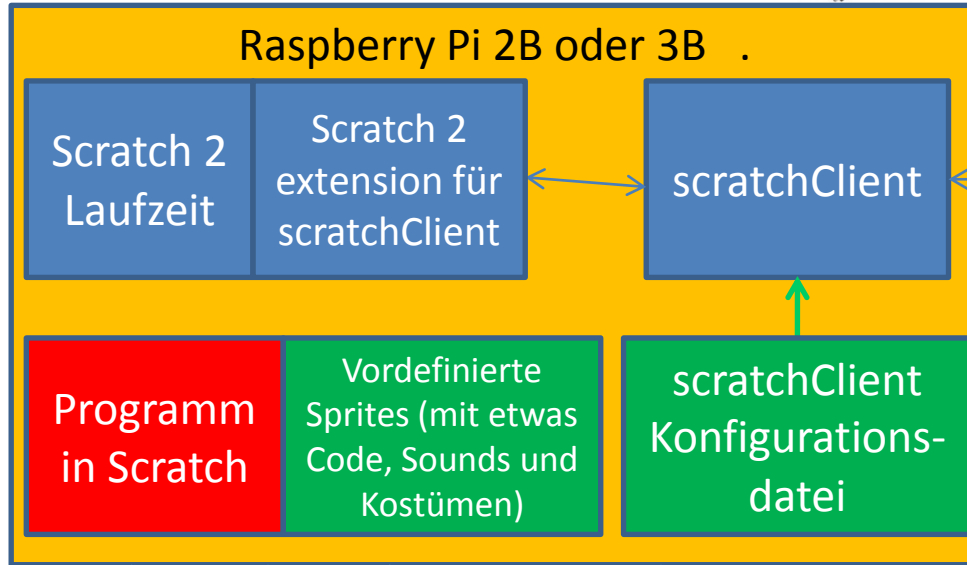 Raspberry Pi 2B oder 3B .
Scratch 2
Laufzeit
Scratch 2
extension für
scratchClient
scratchClient
Programm
in Scratch
Vordefinierte
Sprites (mit etwas
Code, Sounds und
Kostümen)
scratchClient
Konfigurations-
datei